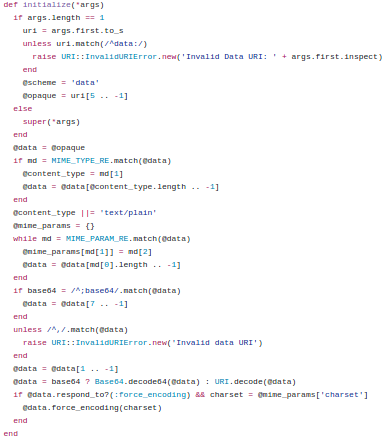 def initialize(*args)
if args.length == 1
uri = args.first.to_s
unless uri.match(/^data:/)
raise URI::InvalidURIError.new('Invalid Data URI: ' + args.first.inspect)
end
@scheme = 'data'
@opaque = uri[5 .. -1]
else
super(*args)
end
@data = @opaque
if md = MIME_TYPE_RE.match(@data)
@content_type = md[1]
@data = @data[@content_type.length .. -1]
end
@content_type ||= 'text/plain'
@mime_params = {}
while md = MIME_PARAM_RE.match(@data)
@mime_params[md[1]] = md[2]
@data = @data[md[0].length .. -1]
end
if base64 = /^;base64/.match(@data)
@data = @data[7 .. -1]
end
unless /^,/.match(@data)
raise URI::InvalidURIError.new('Invalid data URI')
end
@data = @data[1 .. -1]
@data = base64 ? Base64.decode64(@data) : URI.decode(@data)
if @data.respond_to?(:force_encoding) && charset = @mime_params['charset']
@data.force_encoding(charset)
end
end